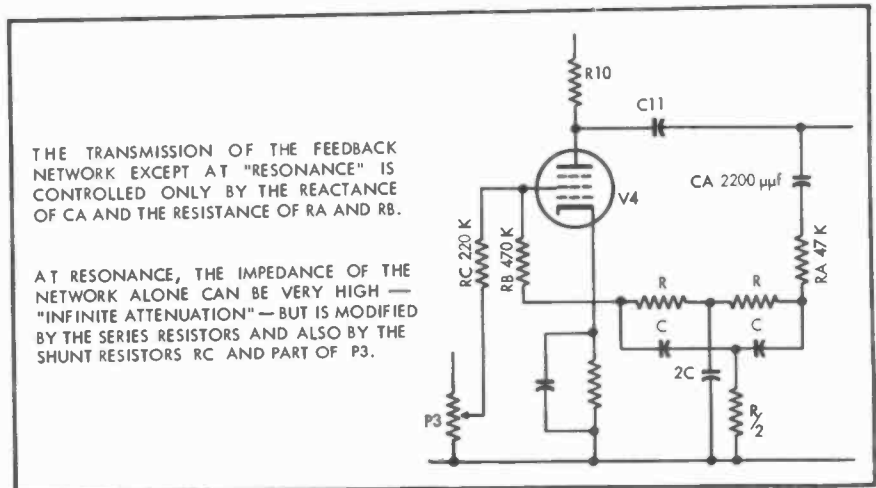 THE TRANSMISSION OF THE FEEDBACK
NETWORK EXCEPT AT "RESONANCE" IS
CONTROLLED ONLY BY THE REACTANCE
OF CA AND THE RESISTANCE OF RA AND RB.
AT RESONANCE, THE IMPEDANCE OF THE
NETWORK ALONE CAN BE VERY HIGH —
"INFINITE ATTENUATION" — BUT IS MODIFIED
BY THE SERIES RESISTORS AND ALSO BY THE
SHUNT RESISTORS RC AND PART OF P3.
R10
C11
CA 2200 μμf
V4
RC 220 K
RB 470 K
RA 47 K
R
R
C
C
2C
R/2
P3